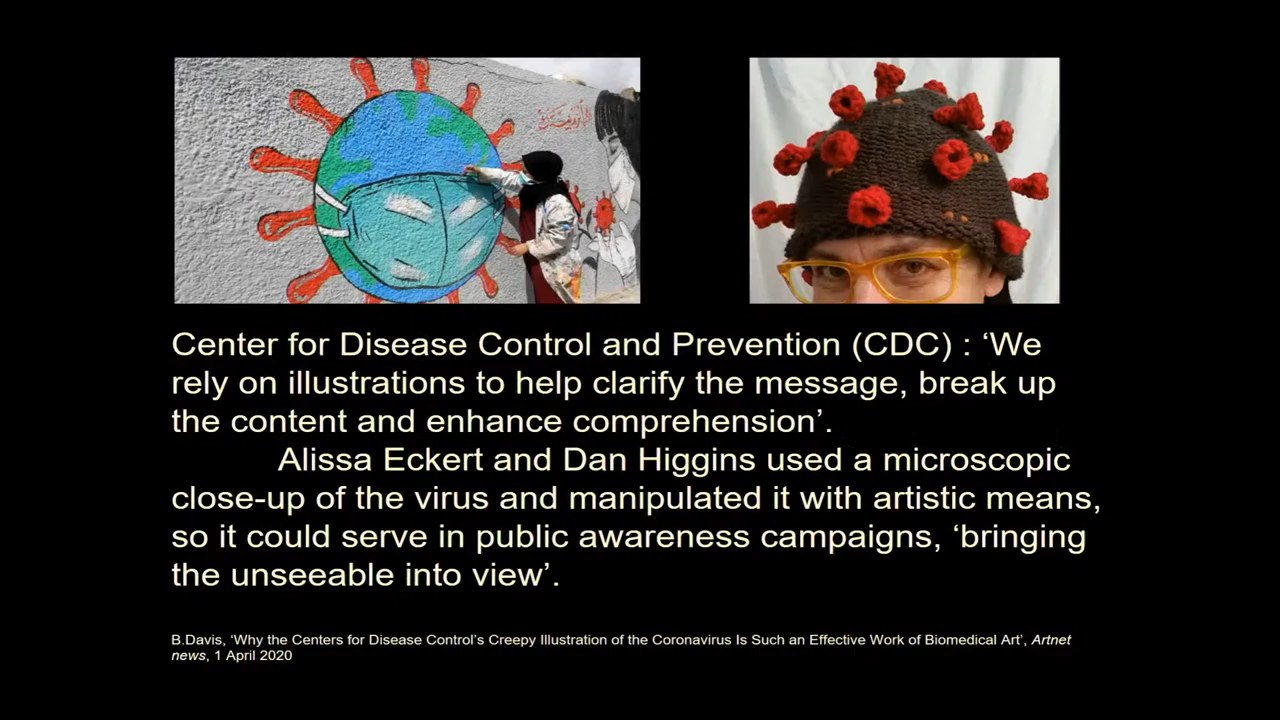 Center for Disease Control and Prevention (CDC) : ‘We
rely on illustrations to help clarify the message, break up
the content and enhance comprehension’.
Alissa Eckert and Dan Higgins used a microscopic
close-up of the virus and manipulated it with artistic means,
so it could serve in public awareness campaigns, ‘bringing
the unseeable into view’.
B.Davis, ‘Why the Centers for Disease Control's Creepy Illustration of the Coronavirus Is Such an Effective Work of Biomedical Art’, Artnet
news, 1 April 2020